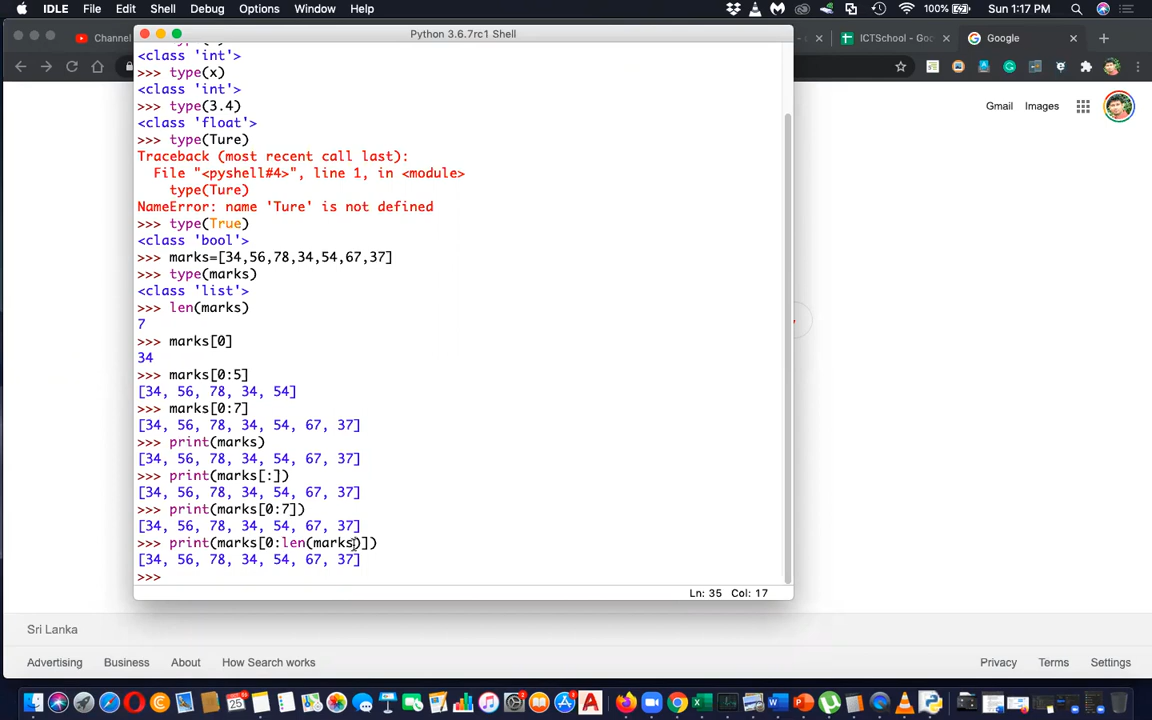 IDLE File Edit Shell Debug Options Window Help 100% Sun 1:17 PM
Python 3.6.7rc1 Shell
Channel
ICTSchool - Goo
Google
Gmail Images
<class 'int'>
>>> type(x)
<class 'int'>
>>> type(3.4)
<class 'float'>
>>> type(Ture)
Traceback (most recent call last):
File "<pyshell#4>", line 1, in <module>
type(Ture)
NameError: name 'Ture' is not defined
>>> type(True)
<class 'bool'>
>>> marks=[34,56,78,34,54,67,37]
>>> type(marks)
<class 'list'>
>>> len(marks)
7
>>> marks[0]
34
>>> marks[0:5]
[34, 56, 78, 34, 54]
>>> marks[0:7]
[34, 56, 78, 34, 54, 67, 37]
>>> print(marks)
[34, 56, 78, 34, 54, 67, 37]
>>> print(marks[:])
[34, 56, 78, 34, 54, 67, 37]
>>> print(marks[0:7])
[34, 56, 78, 34, 54, 67, 37]
>>> print(marks[0:len(marks)])
[34, 56, 78, 34, 54, 67, 37]
>>>
Ln: 35 Col: 17
Sri Lanka
Advertising Business About How Search works Privacy Terms Settings